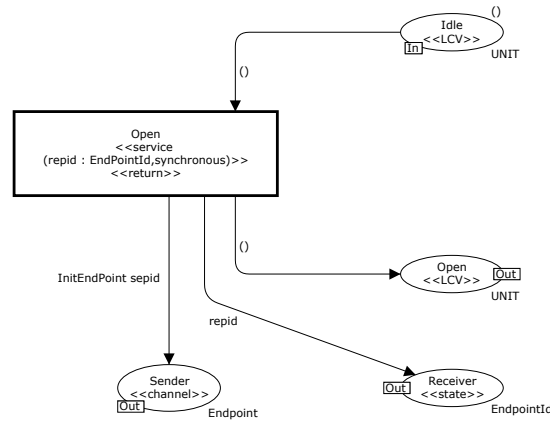 ()
Idle
<<LCV>>
In
UNIT
()
Open
<<service
(repid : EndPointId,synchronous)>>
<<return>>
()
InitEndPoint sepid
Open
<<LCV>>
Out
UNIT
repid
Sender
<<channel>>
Out
Endpoint
Receiver
<<state>>
Out
EndpointId